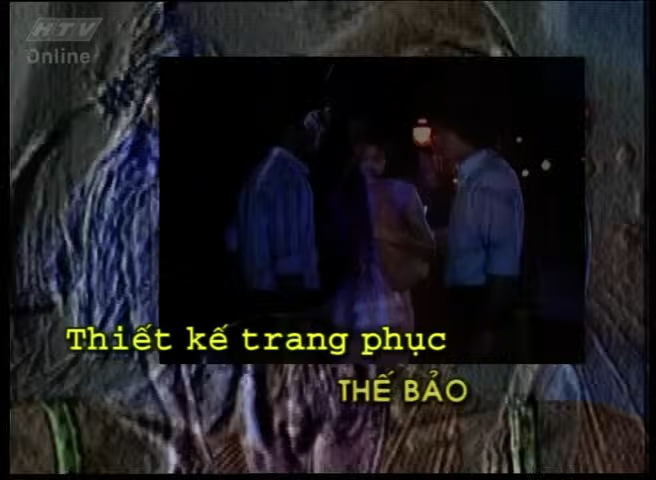 HTV
Online
Thiết kế trang phục
THẾ BẢO